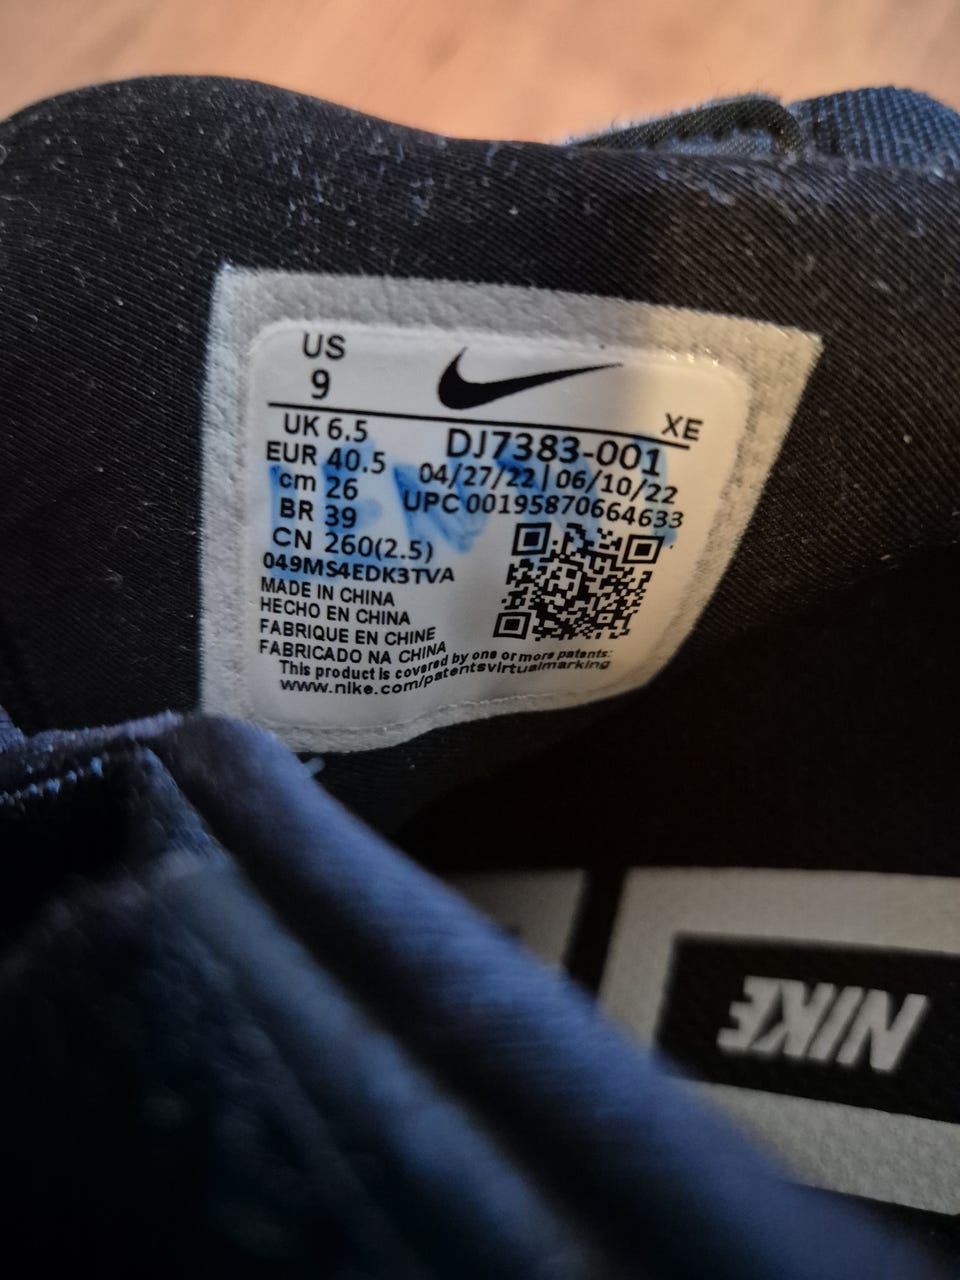 US
9
XE
UK 6.5
EUR 40.5
cm 26
BR 39
CN 260(2.5)
DJ7383-001
04/27/22 | 06/10/22
UPC 00195870664633
049MS4EDK3TVA
MADE IN CHINA
HECHO EN CHINA
FABRIQUE EN CHINE
FABRICADO NA CHINA
This product is covered by one or more patents:
www.nike.com/patentsvirtualmarking
NIKE